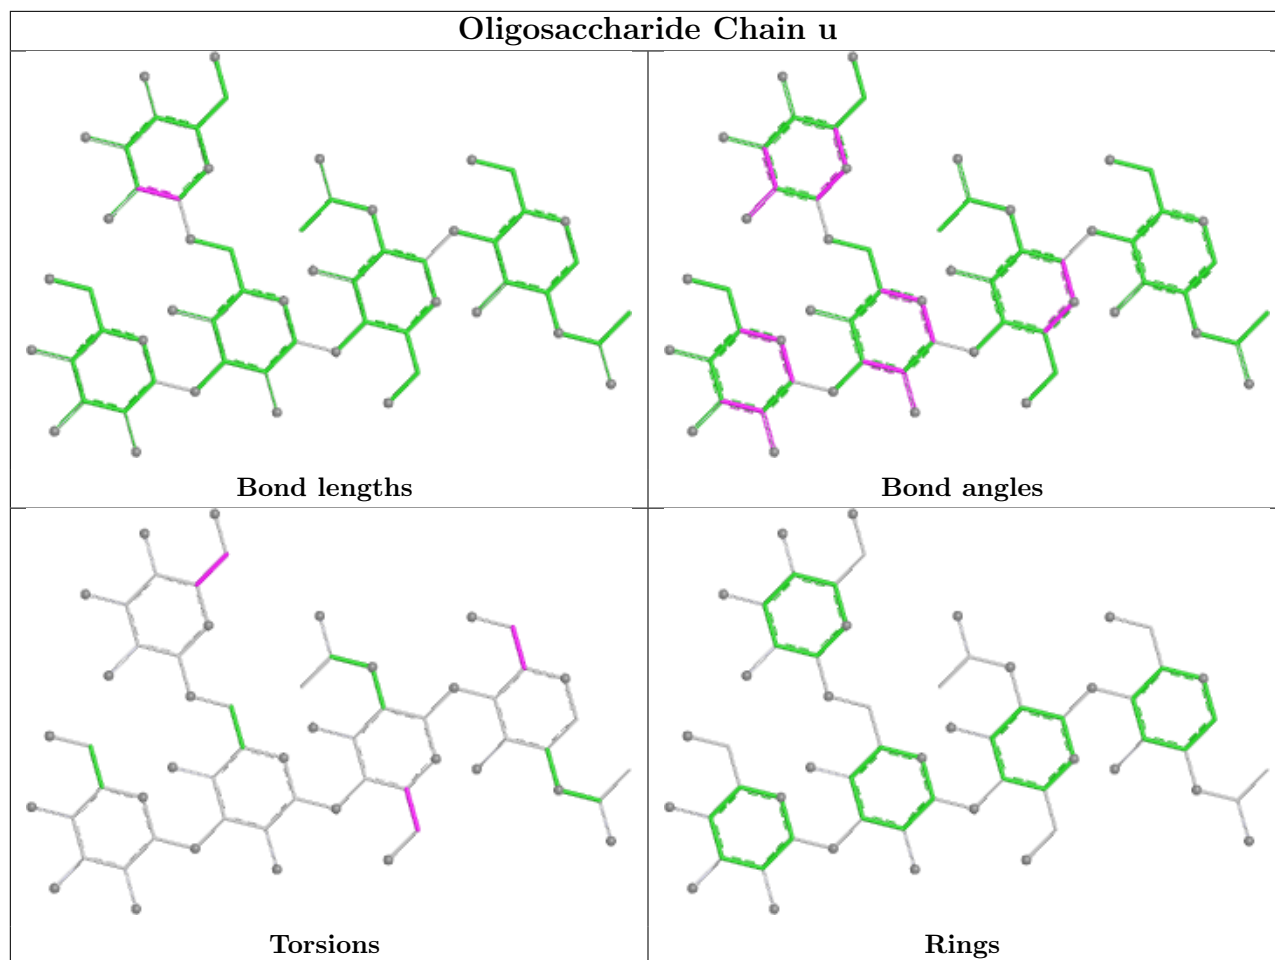 Oligosaccharide Chain u
Bond lengths
Bond angles
Torsions
Rings